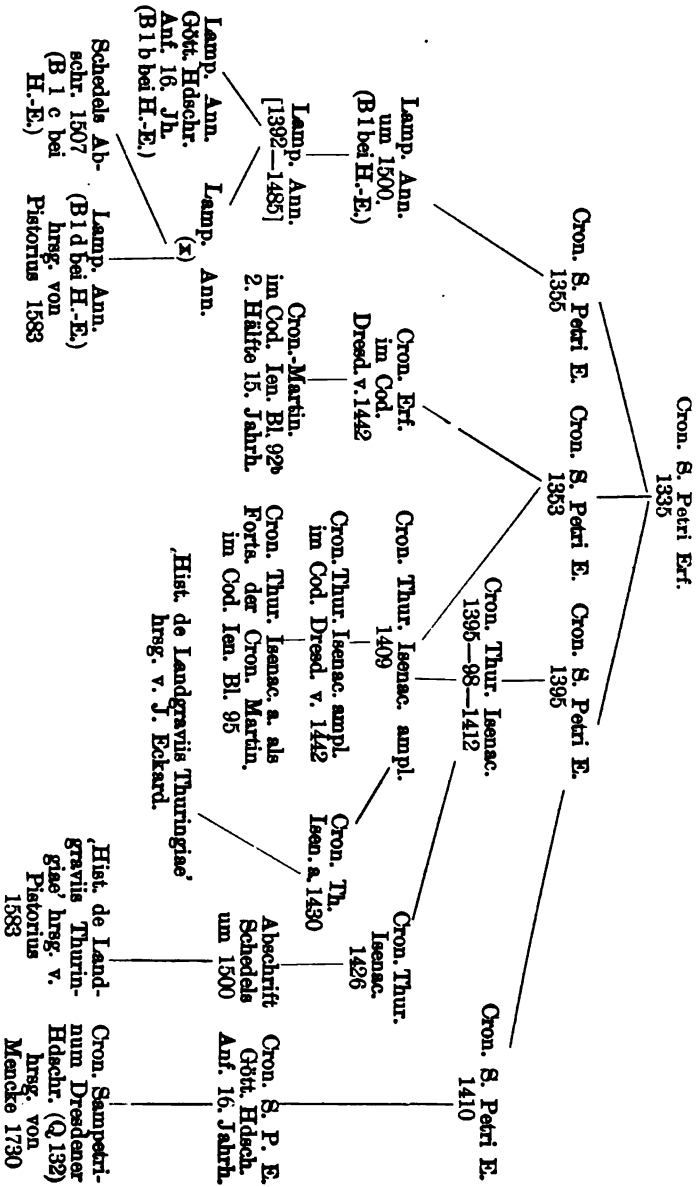 Cron. S. Petri Erf.
1335
Cron. S. Petri E.
1355
Cron. S. Petri E.
1353
Cron. S. Petri E.
1395
Cron. S. Petri E.
1410
Lamp. Ann.
um 1500.
(B1 bei H.-E.)
Cron. Erf.
im Cod.
Dresd. v. 1442
Cron. Thur. Isenac.
1395—98—1412
Cron. Thur. Isenac. ampl.
1409
Cron. Thur.
Isenac.
1426
Lamp. Ann.
[1392—1485]
Cron.-Martin.
im Cod. Ien. Bl. 92b
2. Hälfte 15. Jahrh.
Cron. Thur. Isenac. ampl.
im Cod. Dresd. v. 1442
Cron. Th.
Isen. a. 1430
Abschrift
Schedels
um 1500
Cron. S. P. E.
Gött. Hdsch.
Anf. 16. Jahrh.
Lamp. Ann.
Gött. Hdschr.
Anf. 16. Jh.
(B1b bei H.-E.)
Lamp. Ann.
(x)
Cron. Thur. Isenac. a. als
Forts. der Cron. Martin.
im Cod. Ien. Bl. 95
‚Hist. de Landgraviis Thuringiae’
hrsg. v. J. Eckard.
Schedels Ab-
schr. 1507
(B 1 c bei
H.-E.)
Lamp. Ann.
(B1d bei H.-E.)
hrsg. von
Pistorius 1583
‚Hist. de Land-
graviis Thurin-
giae’ hrsg. v.
Pistorius
1583
Cron. Sampetri-
num Dresdener
Hdschr. (Q 132)
hrsg. von
Mencke 1730